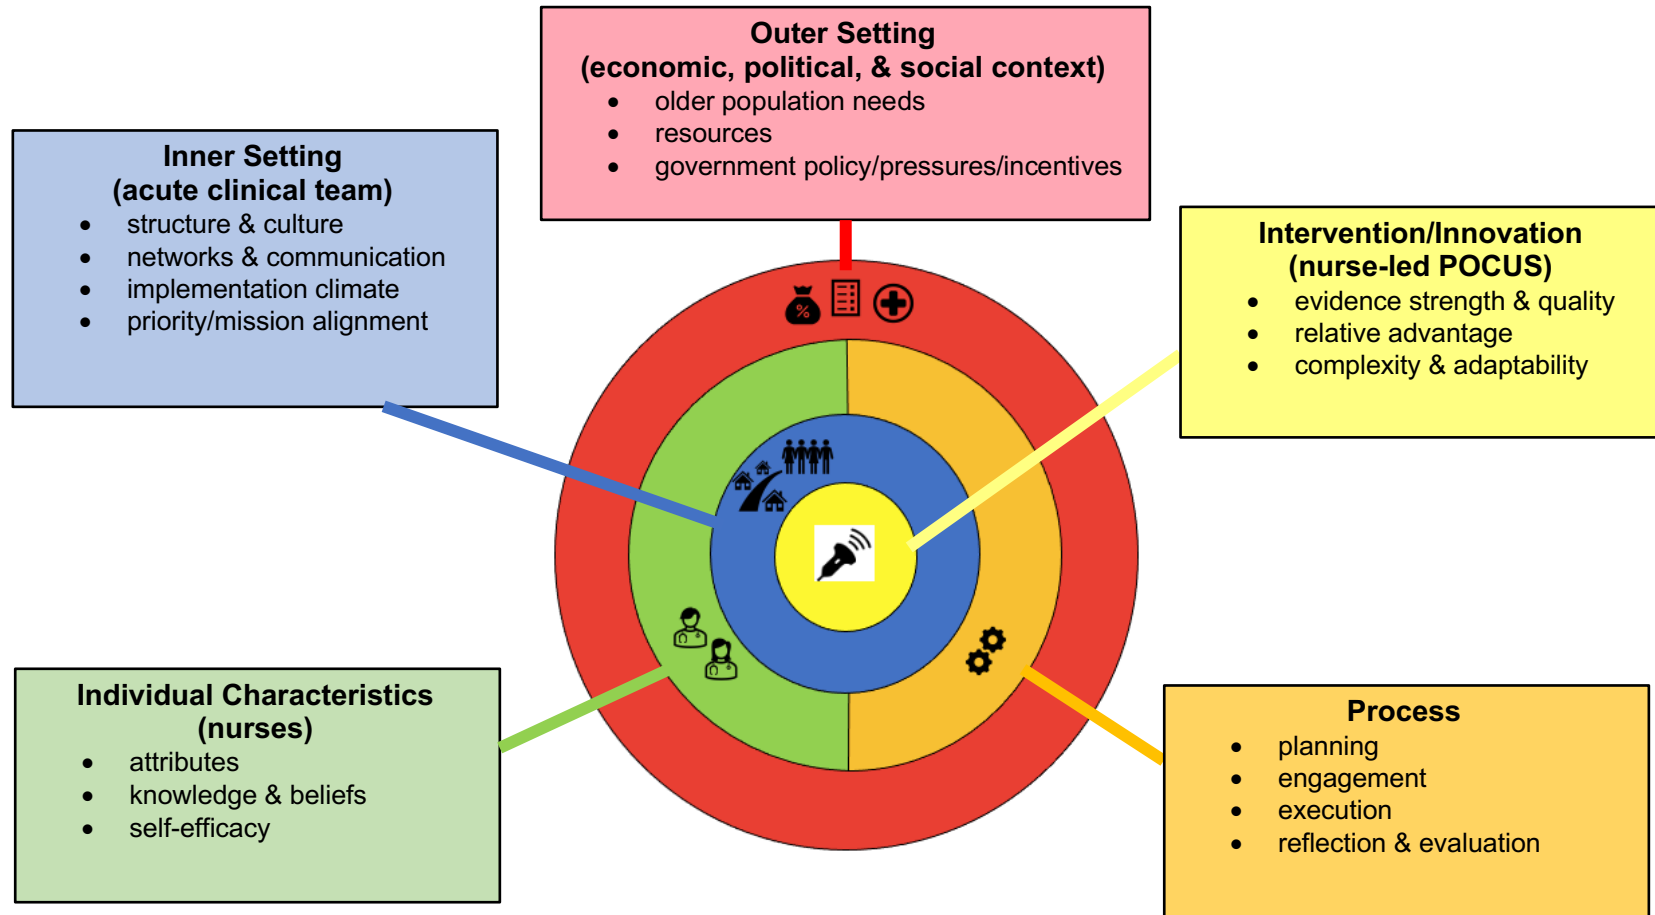 Outer Setting
(economic, political, & social context)
• older population needs
• resources
• government policy/pressures/incentives
Inner Setting
(acute clinical team)
• structure & culture
• networks & communication
• implementation climate
• priority/mission alignment
Intervention/Innovation
(nurse-led POCUS)
• evidence strength & quality
• relative advantage
• complexity & adaptability
%
Individual Characteristics
(nurses)
• attributes
• knowledge & beliefs
• self-efficacy
Process
• planning
• engagement
• execution
• reflection & evaluation